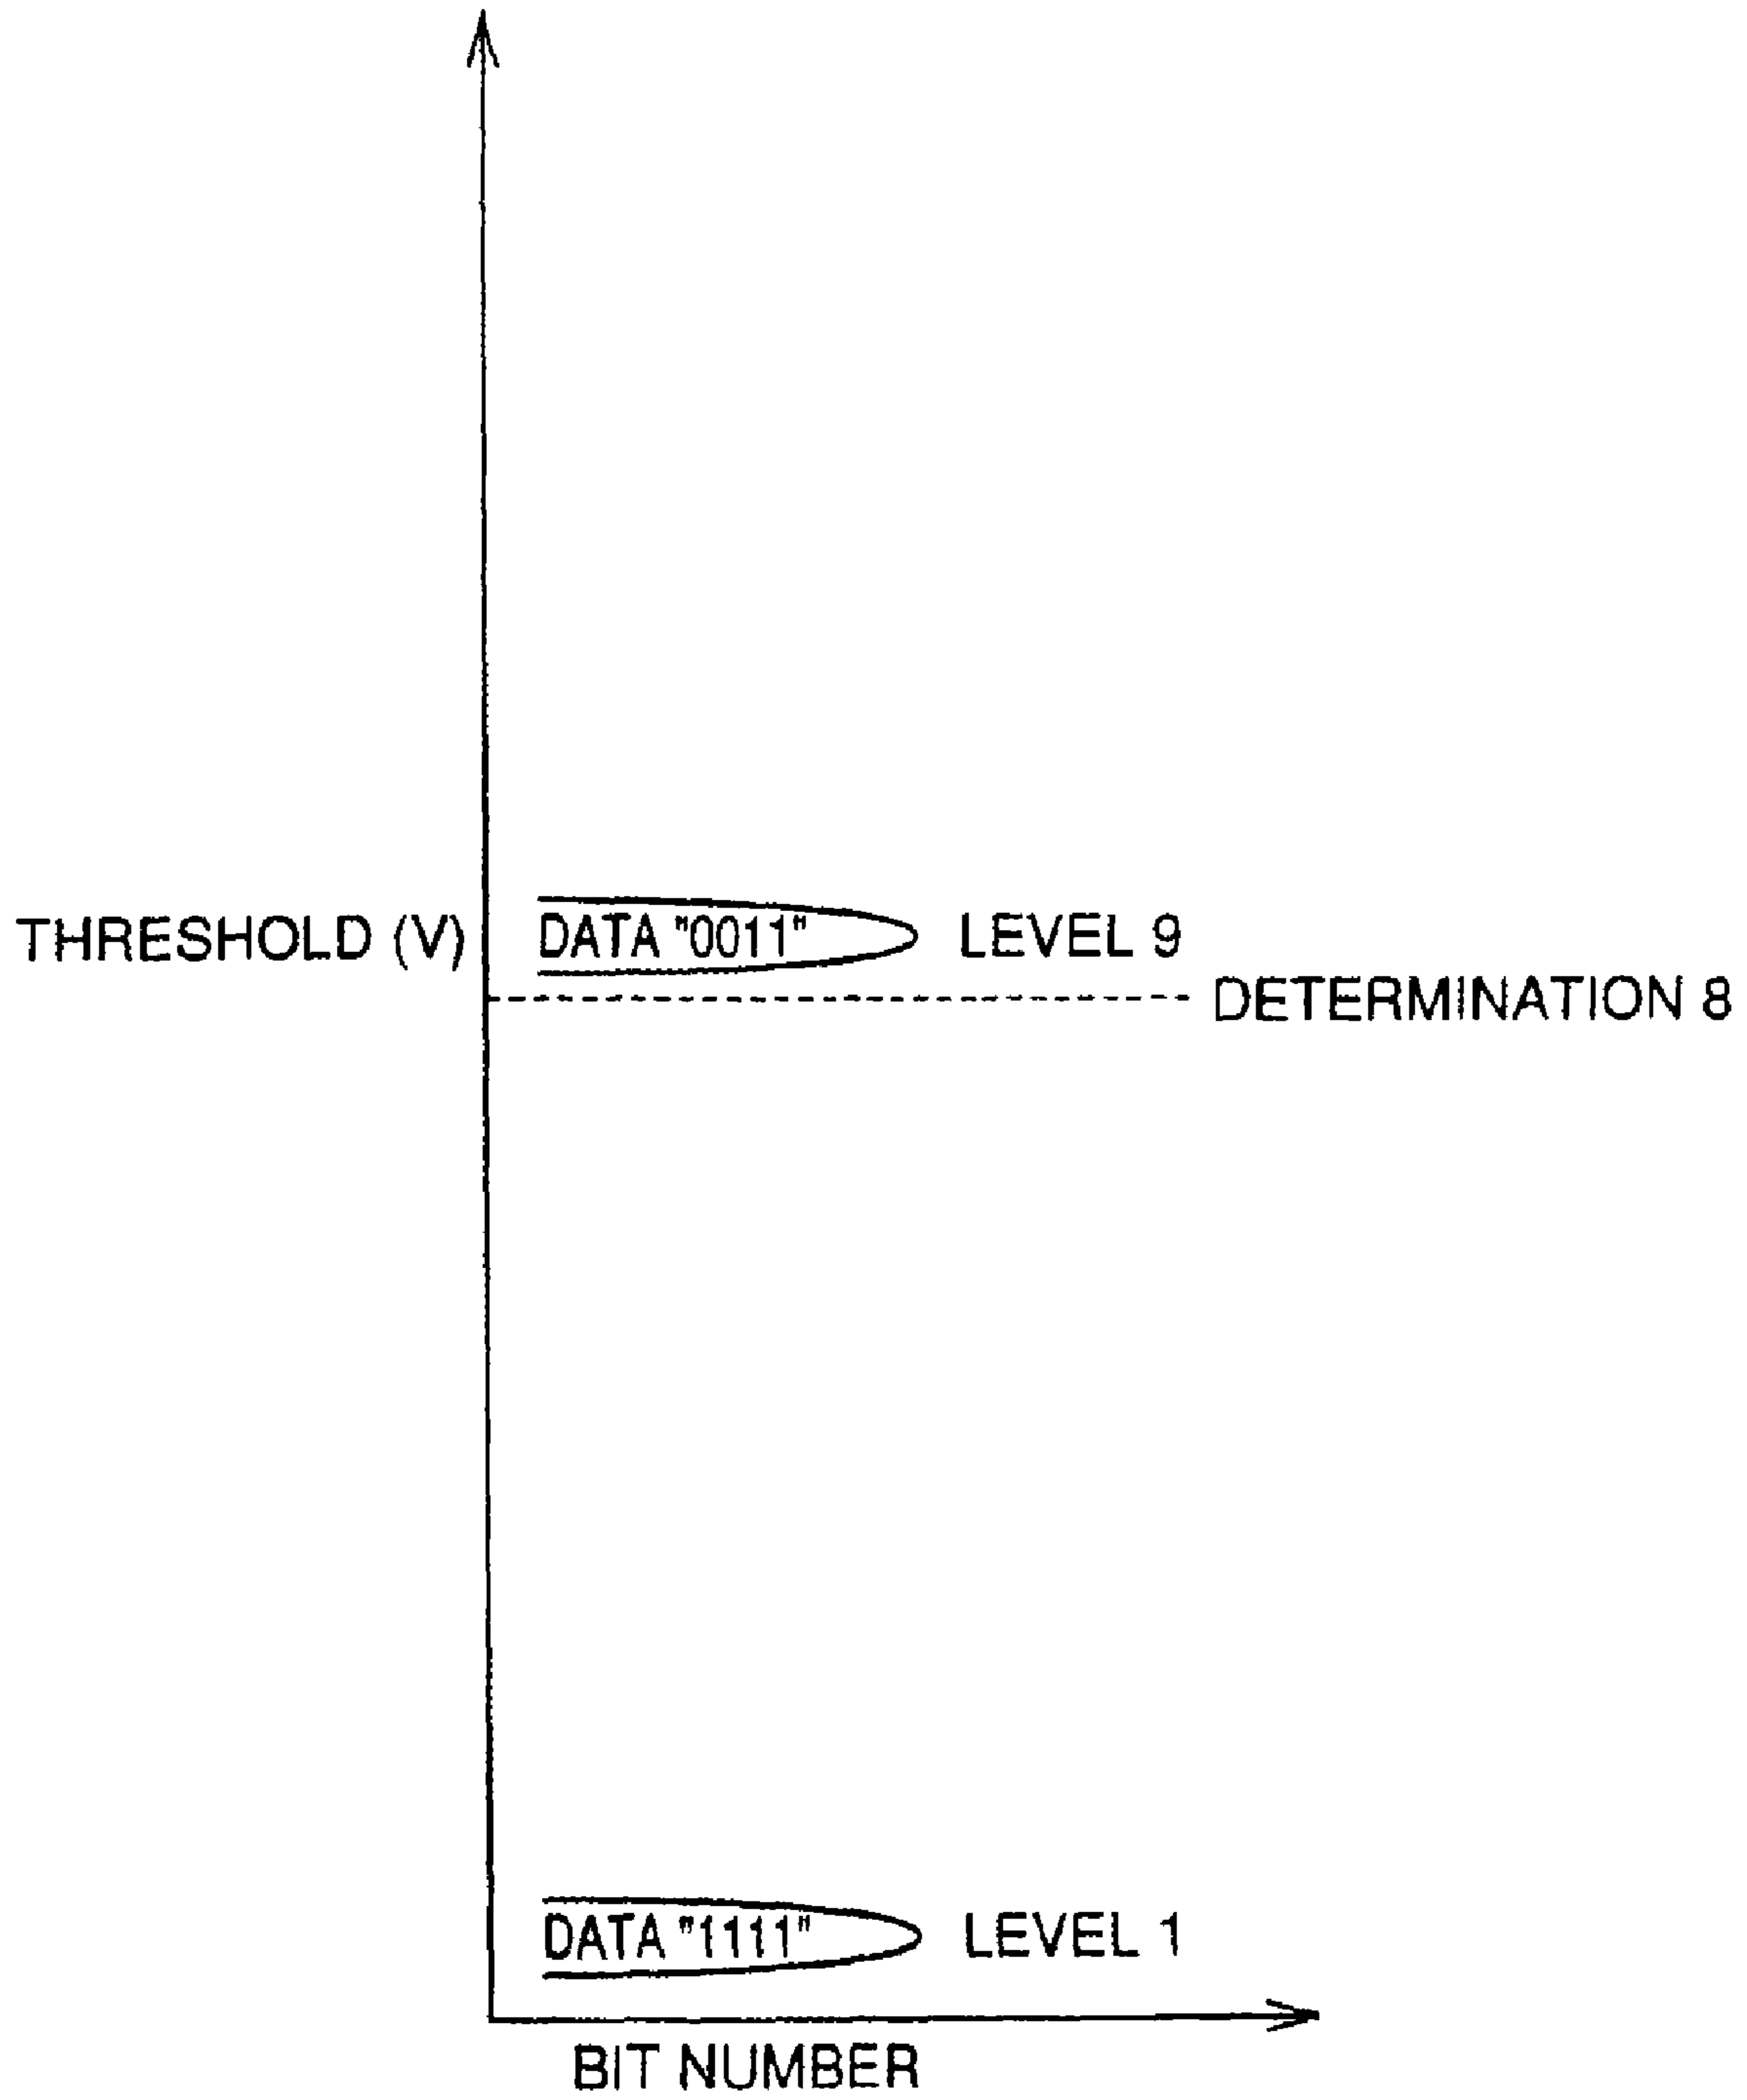 THRESHOLD (V)
DATA "0011"
LEVEL 9
DETERMINATION 8
DATA "1111"
LEVEL 1
BIT NUMBER